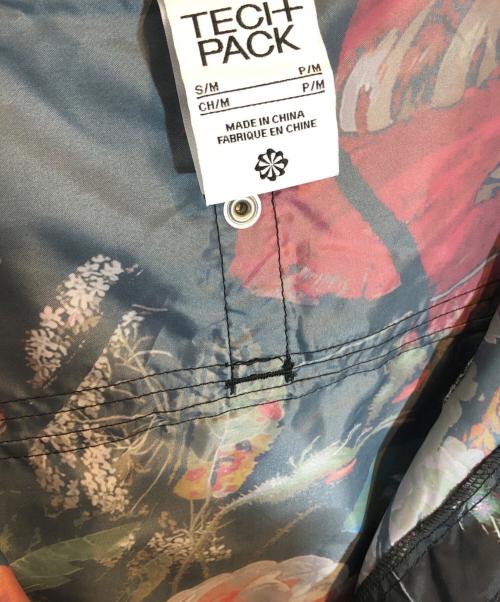 TECH
PACK
S/M P/M
CH/M P/M
MADE IN CHINA
FABRIQUE EN CHINE